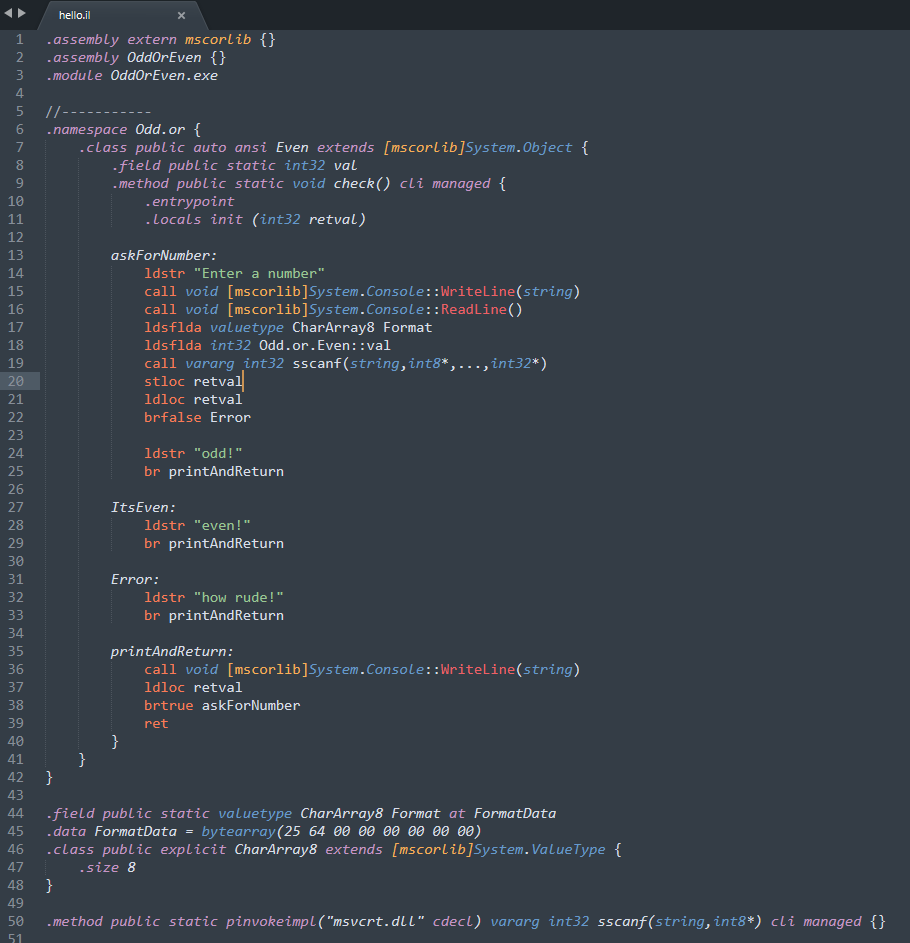 hello.il
1 .assembly extern mscorlib {}
2 .assembly OddOrEven {}
3 .module OddOrEven.exe
4
5 //-----------
6 .namespace Odd.or {
7     .class public auto ansi Even extends [mscorlib]System.Object {
8         .field public static int32 val
9         .method public static void check() cli managed {
10             .entrypoint
11             .locals init (int32 retval)
12
13         askForNumber:
14             ldstr "Enter a number"
15             call void [mscorlib]System.Console::WriteLine(string)
16             call void [mscorlib]System.Console::ReadLine()
17             ldsflda valuetype CharArray8 Format
18             ldsflda int32 Odd.or.Even::val
19             call vararg int32 sscanf(string,int8*,...,int32*)
20             stloc retval
21             ldloc retval
22             brfalse Error
23
24             ldstr "odd!"
25             br printAndReturn
26
27         ItsEven:
28             ldstr "even!"
29             br printAndReturn
30
31         Error:
32             ldstr "how rude!"
33             br printAndReturn
34
35         printAndReturn:
36             call void [mscorlib]System.Console::WriteLine(string)
37             ldloc retval
38             brtrue askForNumber
39             ret
40         }
41     }
42 }
43
44 .field public static valuetype CharArray8 Format at FormatData
45 .data FormatData = bytearray(25 64 00 00 00 00 00 00)
46 .class public explicit CharArray8 extends [mscorlib]System.ValueType {
47     .size 8
48 }
49
50 .method public static pinvokeimpl("msvcrt.dll" cdecl) vararg int32 sscanf(string,int8*) cli managed {}
51